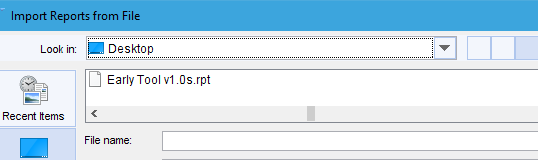 Import Reports from File
Look in: Desktop
Early Tool v1.0s.rpt
Recent Items
File name: